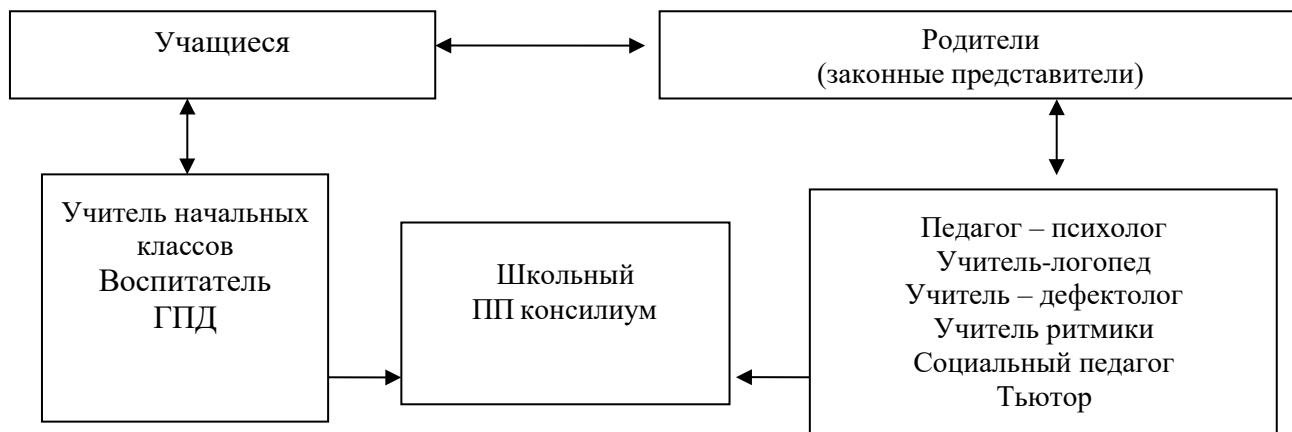 Учащиеся
Родители
(законные представители)
Учитель начальных
классов
Воспитатель
ГПД
Школьный
ПП консилиум
Педагог – психолог
Учитель-логопед
Учитель – дефектолог
Учитель ритмики
Социальный педагог
Тьютор